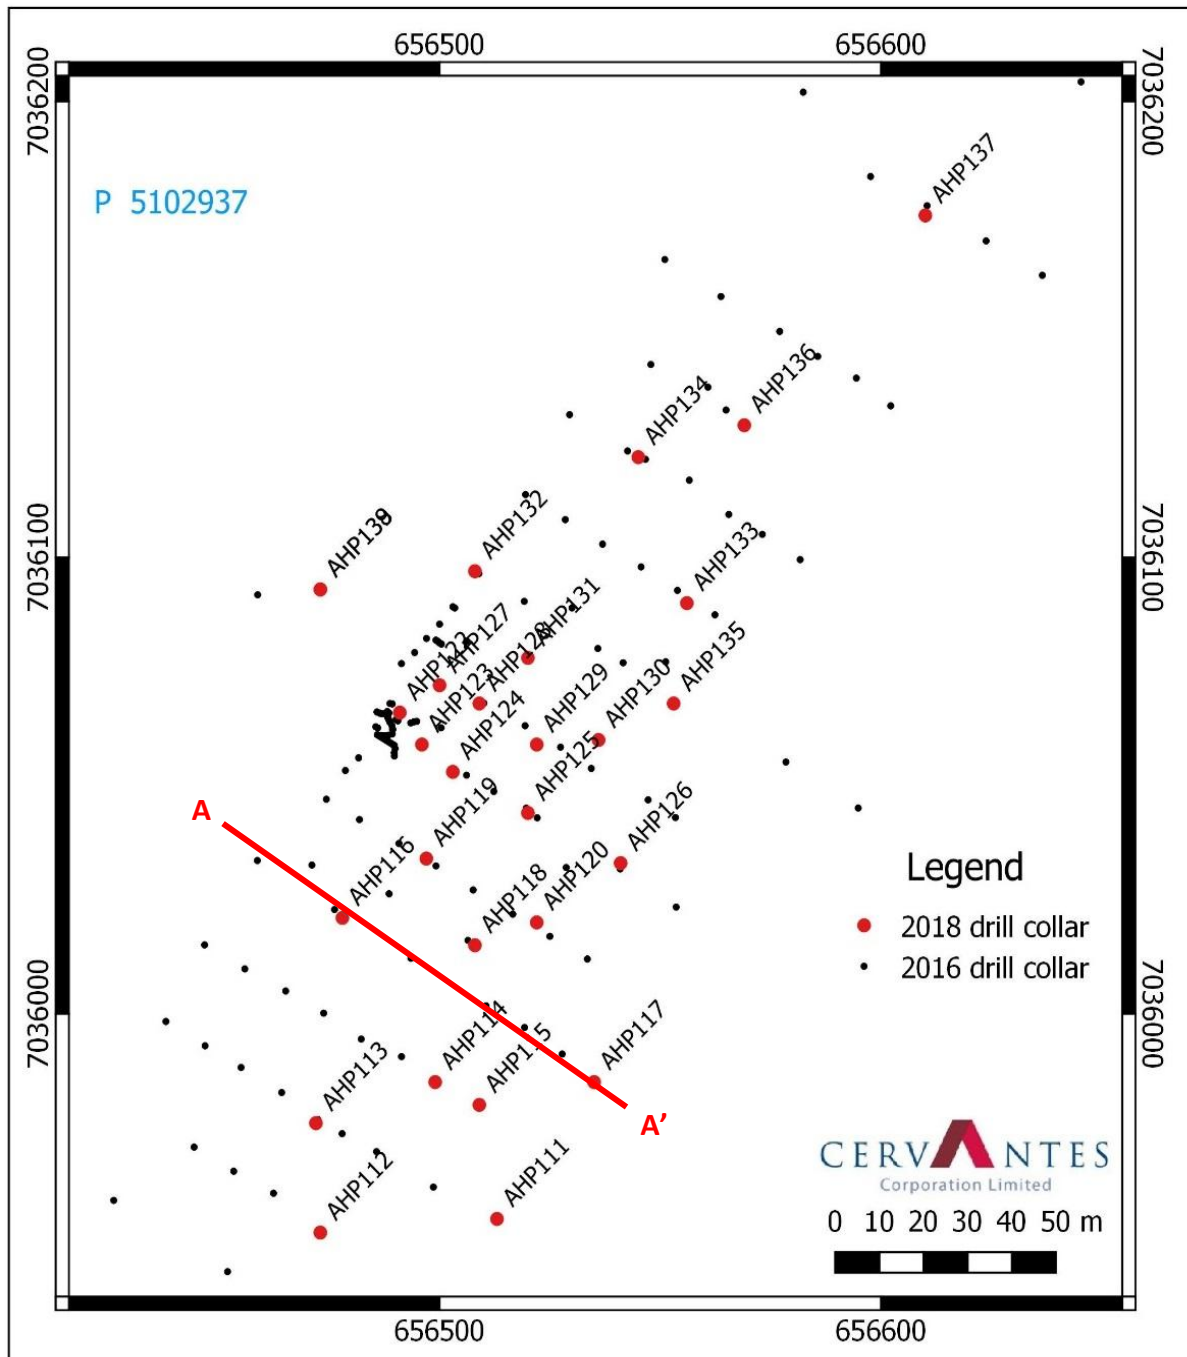 656500
656600
7036200
7036200
P 5102937
AHP137
AHP136
AHP134
AHP132
AHP133
7036100
7036100
AHP131
AHP127
AHP128
AHP122
AHP123
AHP124
AHP129
AHP130
AHP135
AHP125
AHP126
AHP119
A
AHP116
AHP118
AHP120
Legend
2018 drill collar
2016 drill collar
7036000
7036000
AHP114
AHP115
AHP117
AHP113
A'
AHP112
AHP111
CERVANTES
Corporation Limited
0 10 20 30 40 50 m
656500
656600